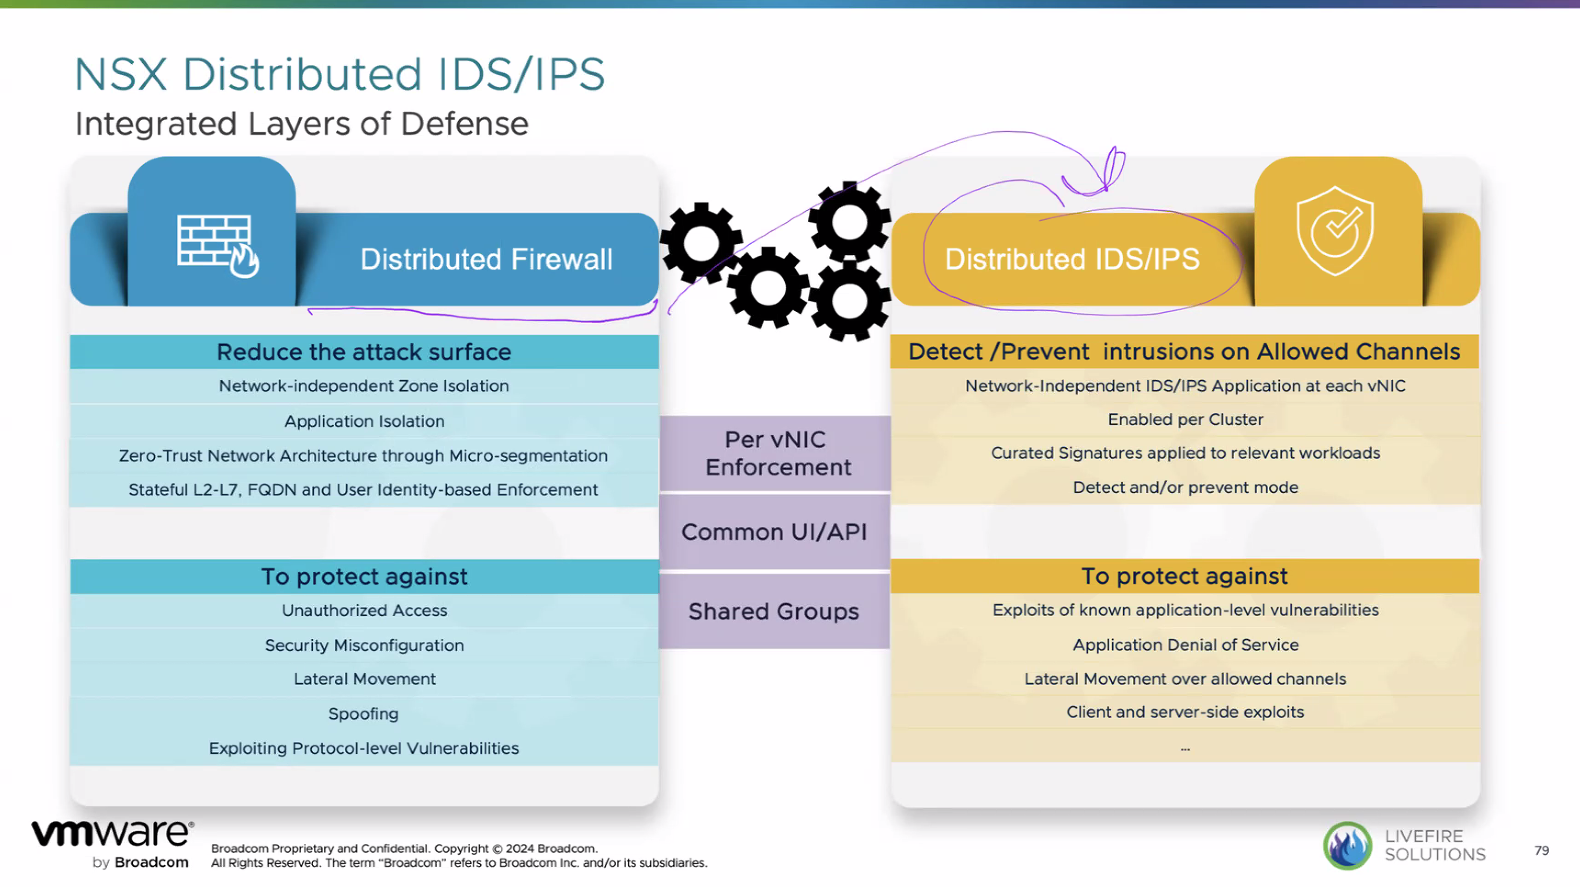 NSX Distributed IDS/IPS
Integrated Layers of Defense
Distributed Firewall
Reduce the attack surface
Network-independent Zone Isolation
Application Isolation
Zero-Trust Network Architecture through Micro-segmentation
Stateful L2-L7, FQDN and User Identity-based Enforcement
To protect against
Unauthorized Access
Security Misconfiguration
Lateral Movement
Spoofing
Exploiting Protocol-level Vulnerabilities
Per vNIC
Enforcement
Common UI/API
Shared Groups
Distributed IDS/IPS
Detect /Prevent intrusions on Allowed Channels
Network-Independent IDS/IPS Application at each vNIC
Enabled per Cluster
Curated Signatures applied to relevant workloads
Detect and/or prevent mode
To protect against
Exploits of known application-level vulnerabilities
Application Denial of Service
Lateral Movement over allowed channels
Client and server-side exploits
...
vmware®
by Broadcom
Broadcom Proprietary and Confidential. Copyright © 2024 Broadcom.
All Rights Reserved. The term “Broadcom” refers to Broadcom Inc. and/or its subsidiaries.
LIVEFIRE
SOLUTIONS
79